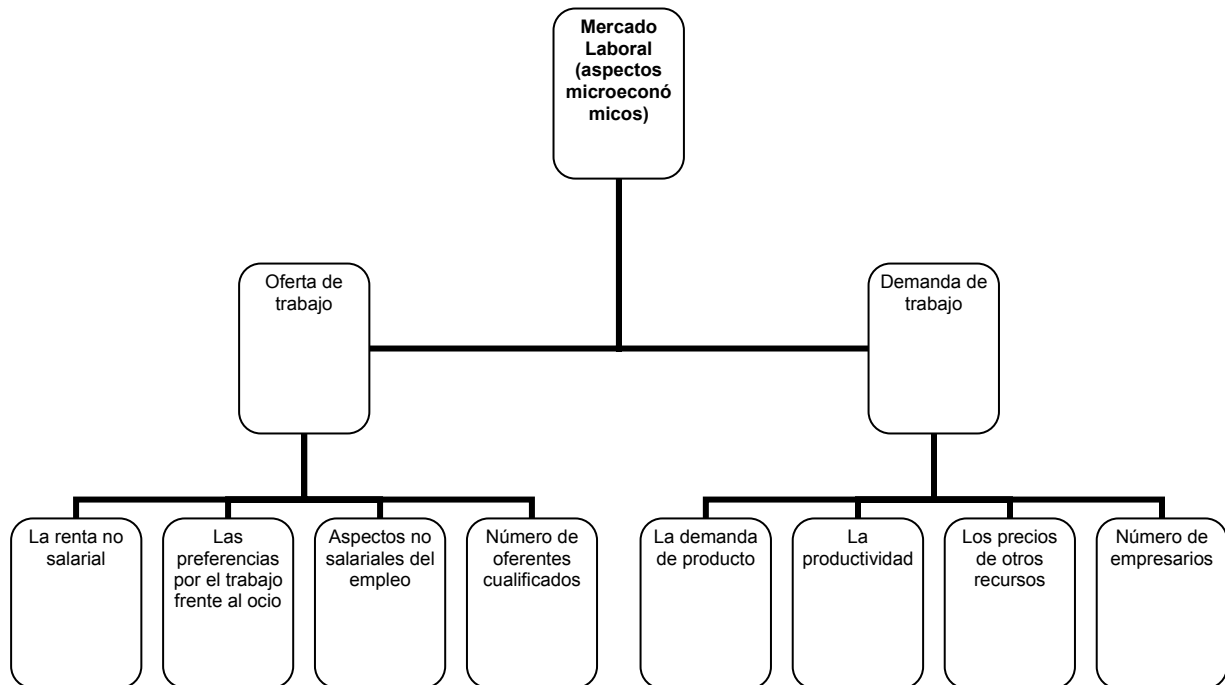 Mercado
Laboral
(aspectos
microeconó
micos)
Oferta de
trabajo
Demanda de
trabajo
La renta no
salarial
Las
preferencias
por el trabajo
frente al ocio
Aspectos no
salariales del
empleo
Número de
oferentes
cualificados
La demanda
de producto
La
productividad
Los precios
de otros
recursos
Número de
empresarios